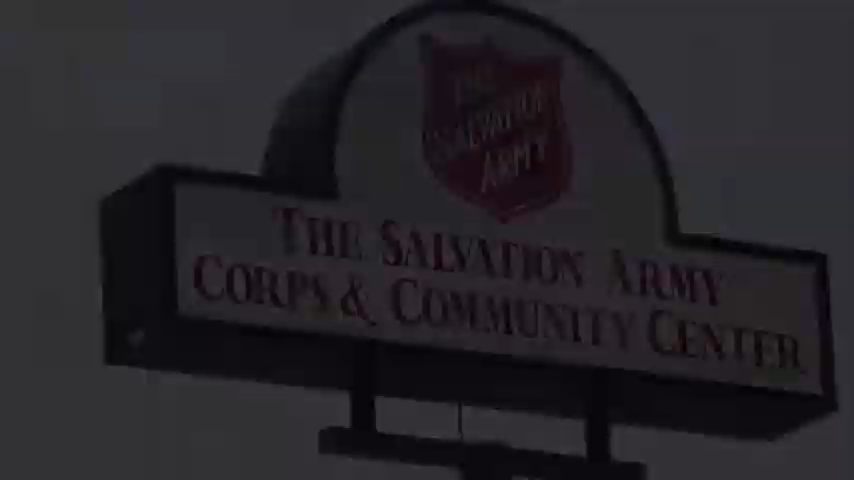 THE
SALVATION
ARMY
THE SALVATION ARMY
CORPS & COMMUNITY CENTER